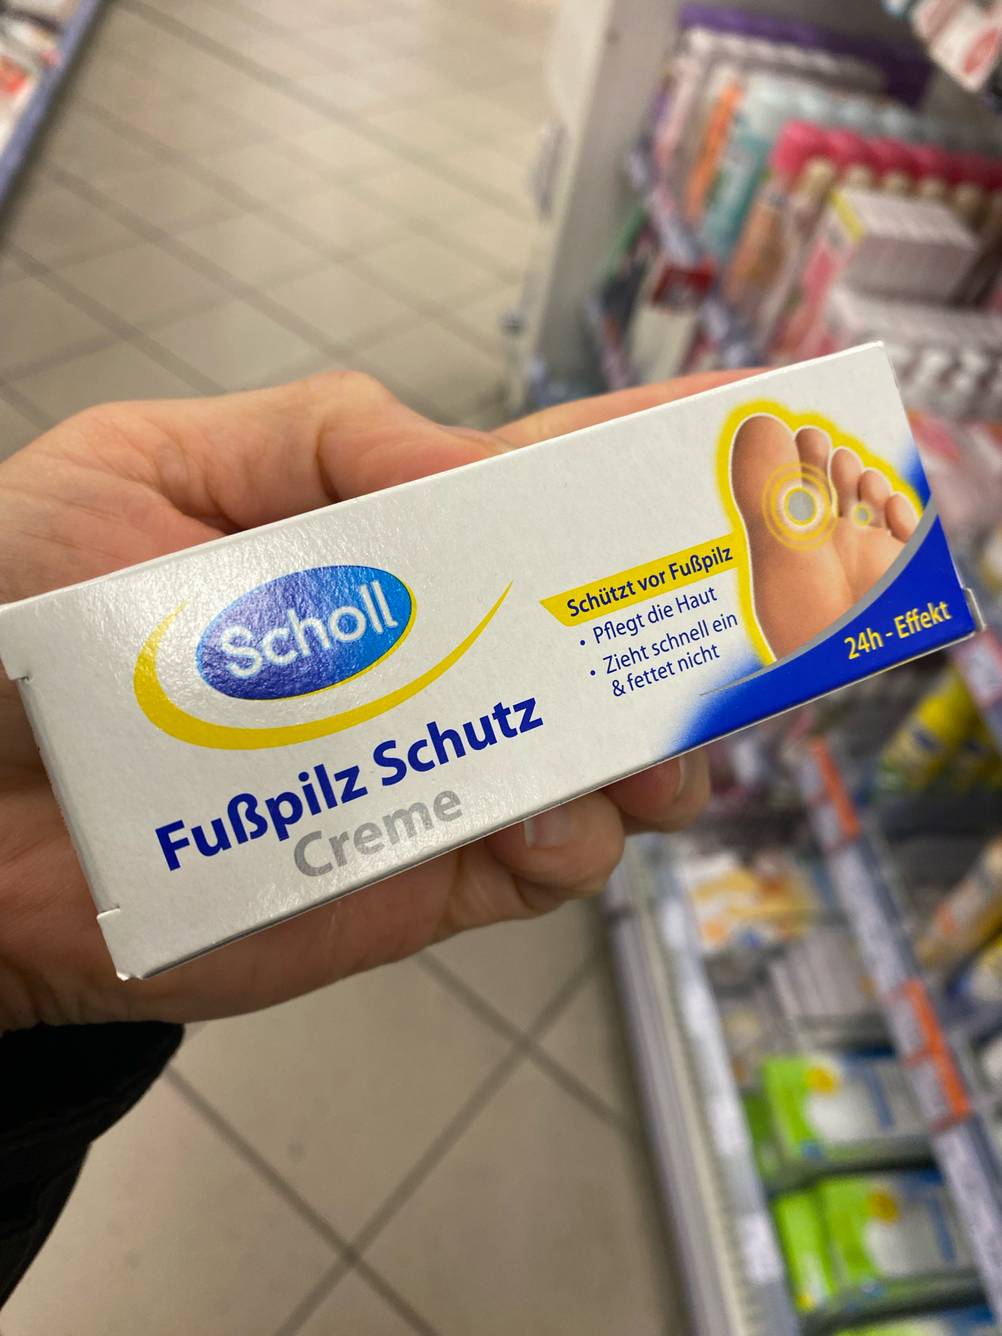 Scholl
Fußpilz Schutz
Creme
Schützt vor Fußpilz
• Pflegt die Haut
• Zieht schnell ein
& fettet nicht
24h - Effekt